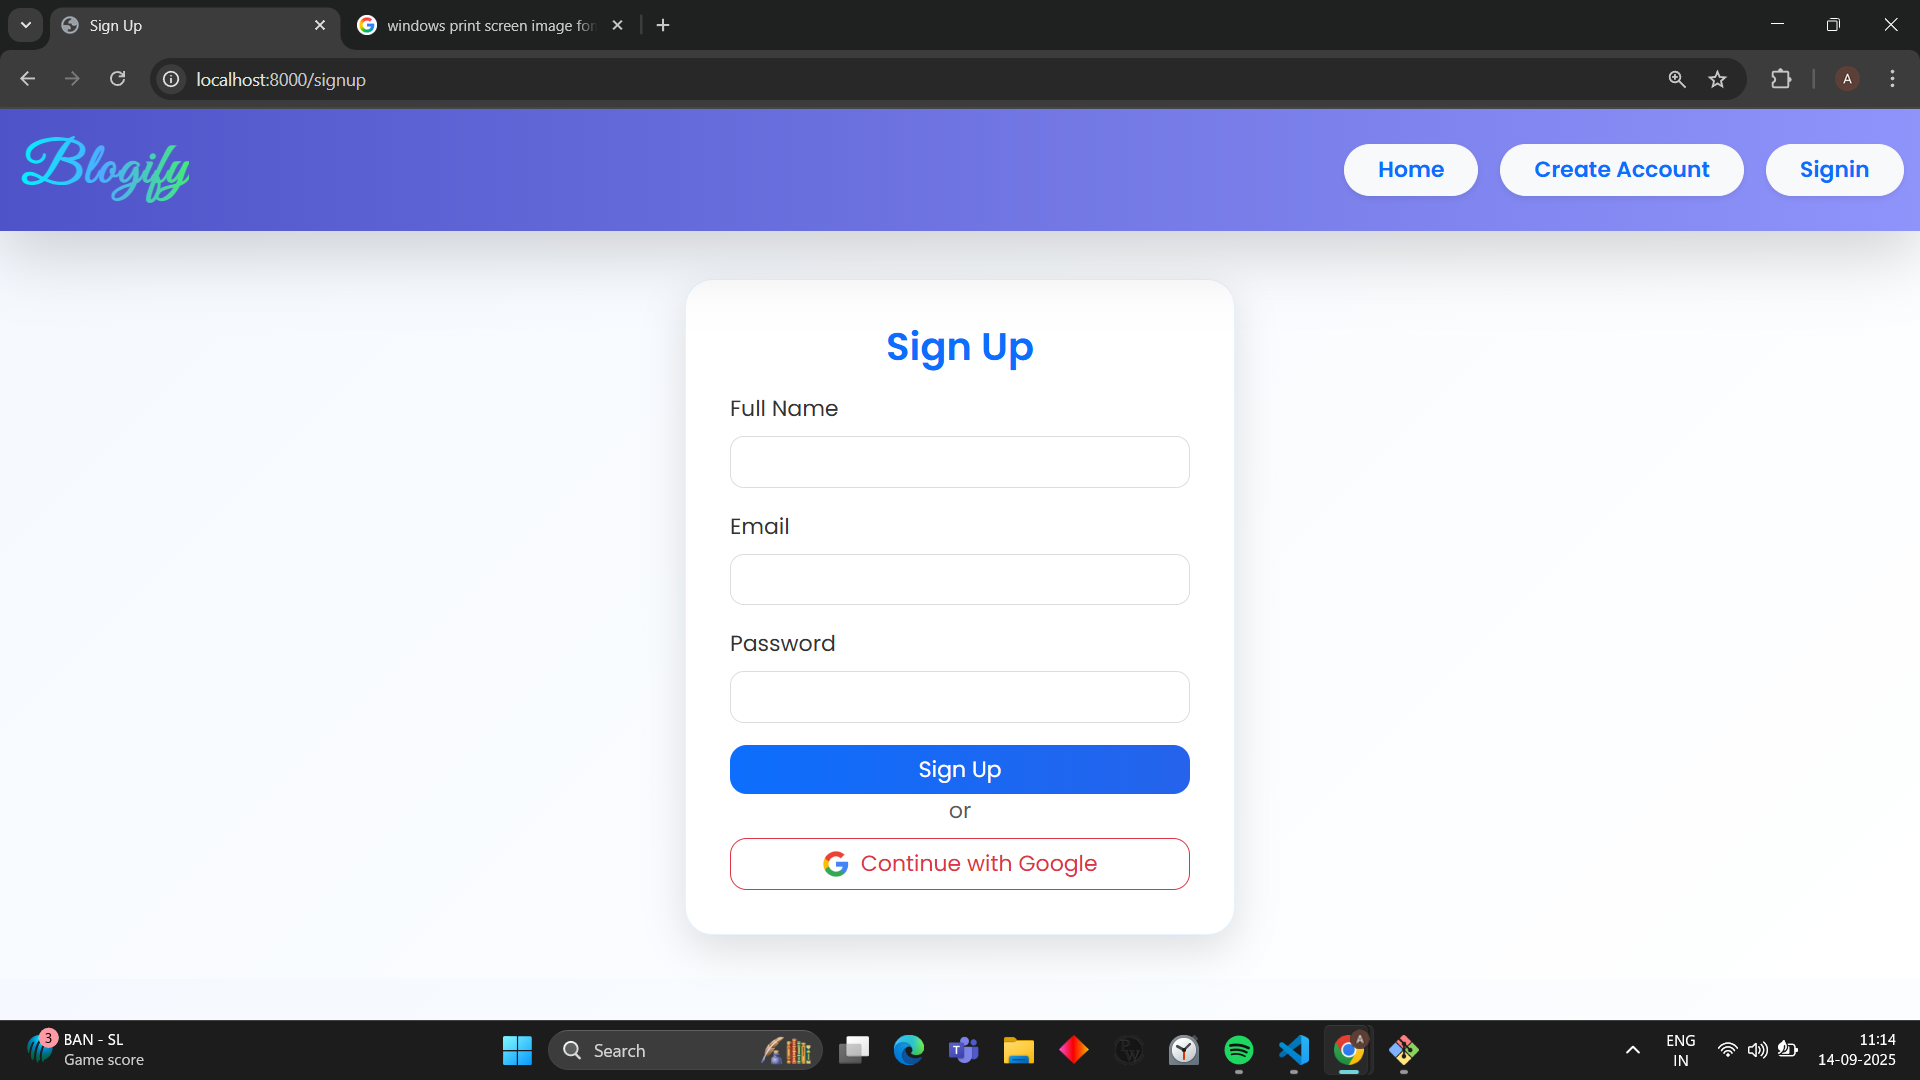 Sign Up
windows print screen image for
localhost:8000/signup
A
Blogify
Home
Create Account
Signin
Sign Up
Full Name
Email
Password
Sign Up
or
Continue with Google
3
BAN - SL
Game score
Search
T
A
ENG
IN
11:14
14-09-2025